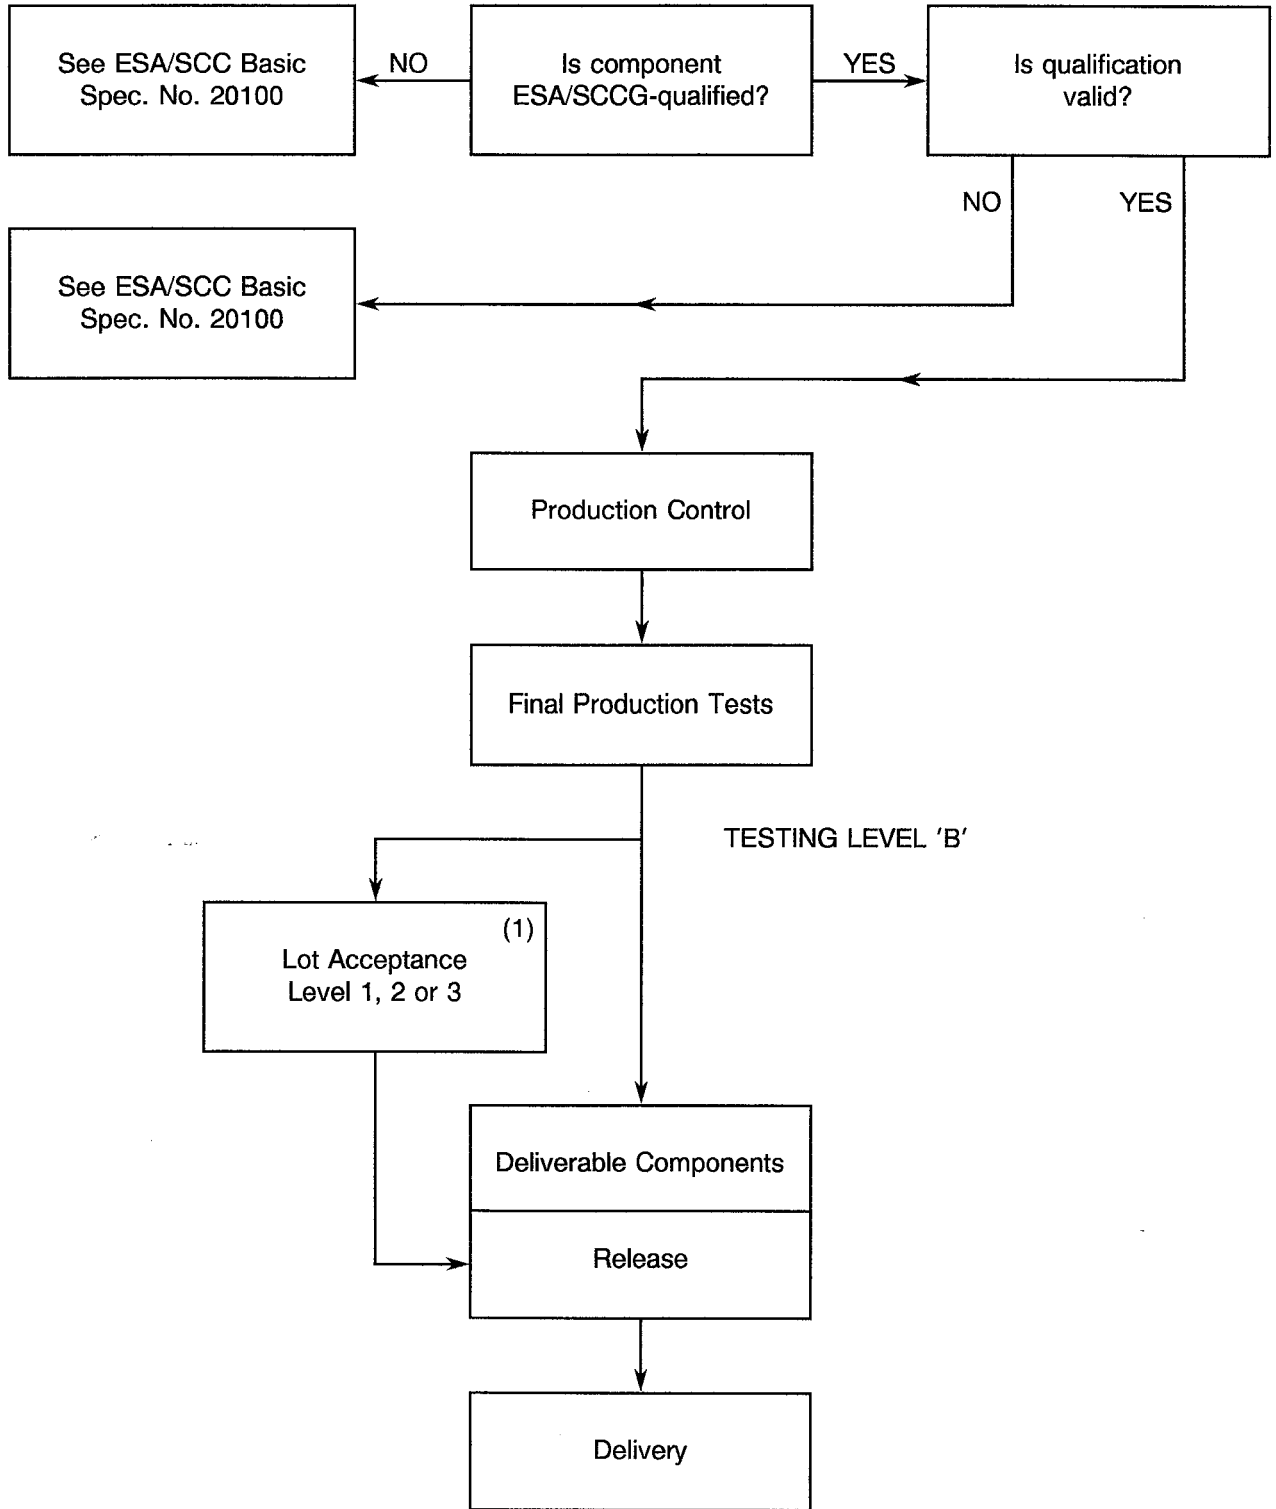 See ESA/SCC Basic
Spec. No. 20100
NO
Is component
ESA/SCCG-qualified?
YES
Is qualification
valid?
NO
YES
See ESA/SCC Basic
Spec. No. 20100
Production Control
Final Production Tests
TESTING LEVEL 'B'
(1)
Lot Acceptance
Level 1, 2 or 3
Deliverable Components
Release
Delivery